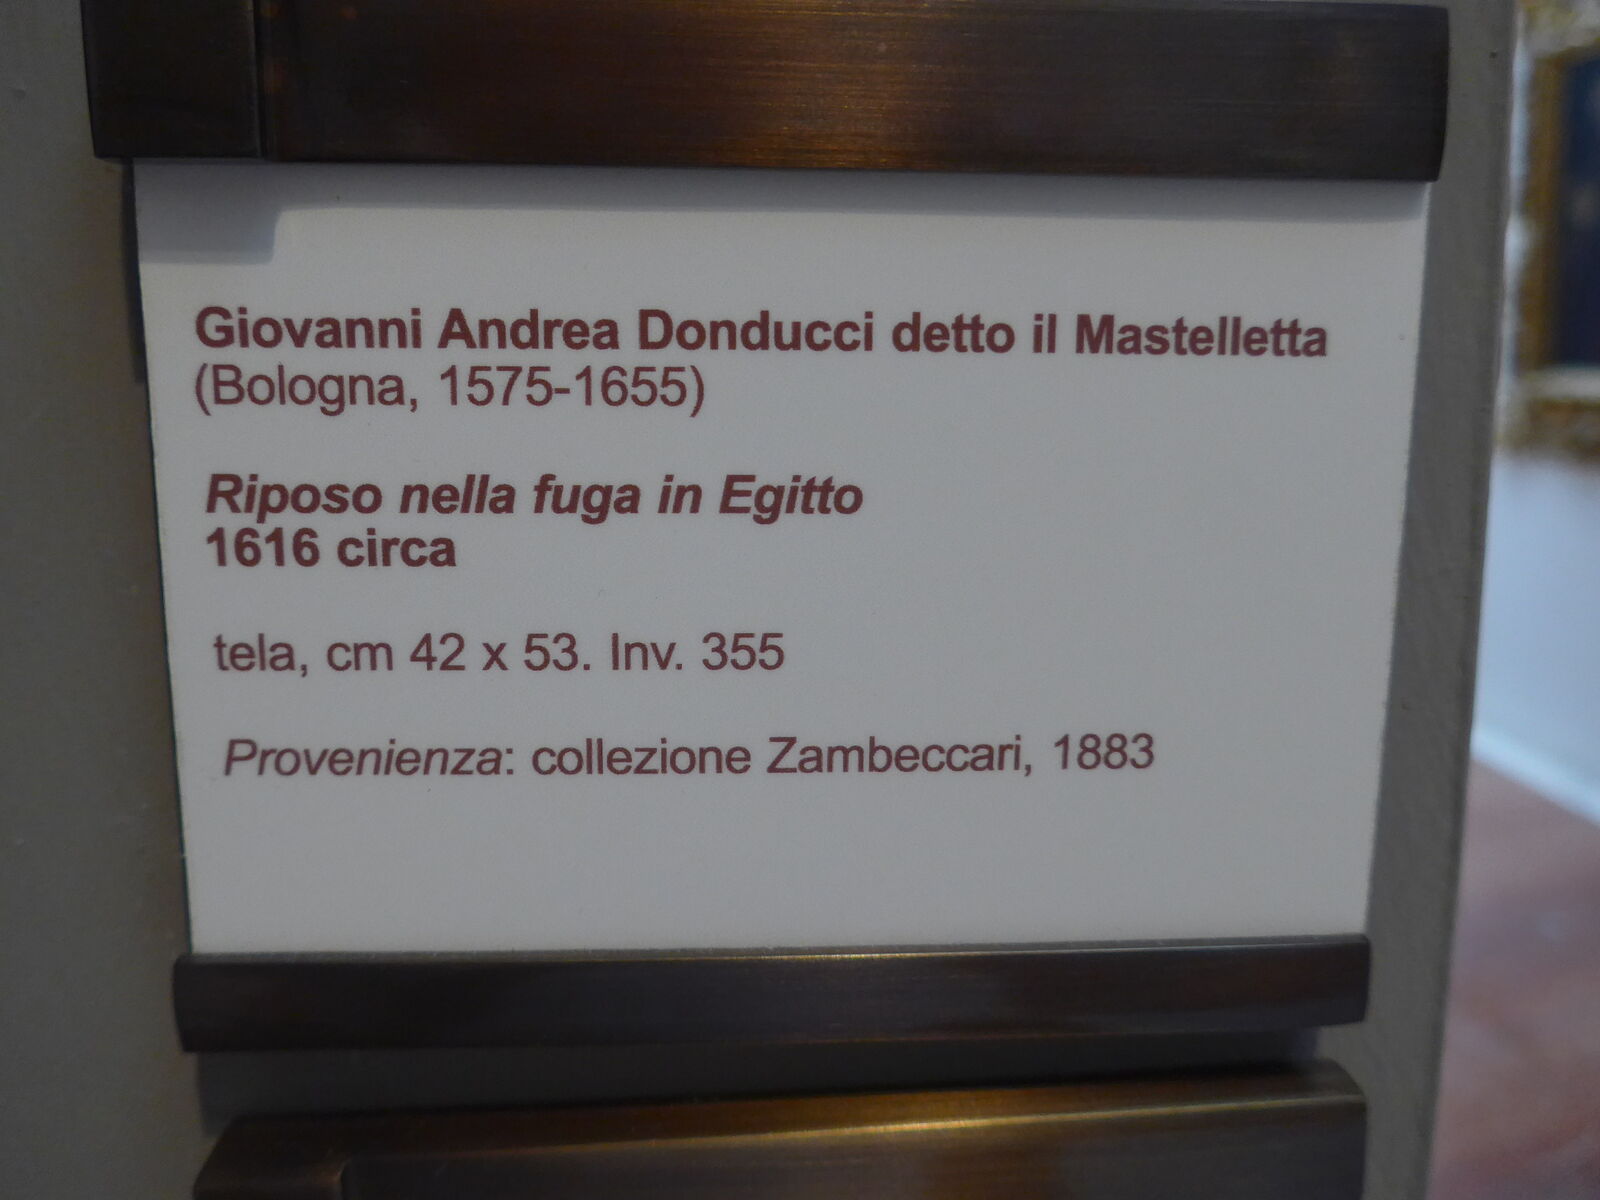 Giovanni Andrea Donducci detto il Mastelletta
(Bologna, 1575-1655)
Riposo nella fuga in Egitto
1616 circa
tela, cm 42 x 53. Inv. 355
Provenienza: collezione Zambeccari, 1883